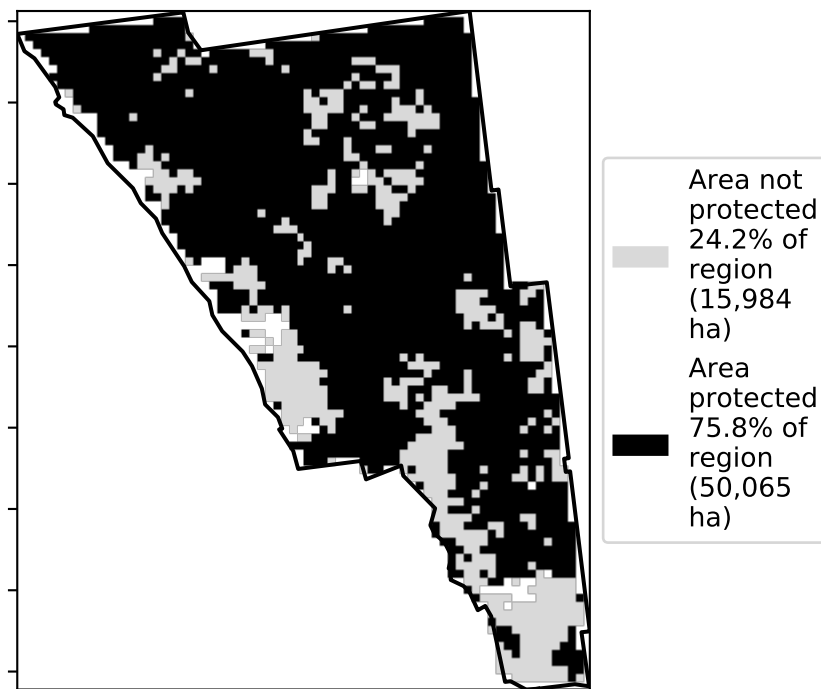 Area not
protected
24.2% of
region
(15,984
ha)
Area
protected
75.8% of
region
(50,065
ha)